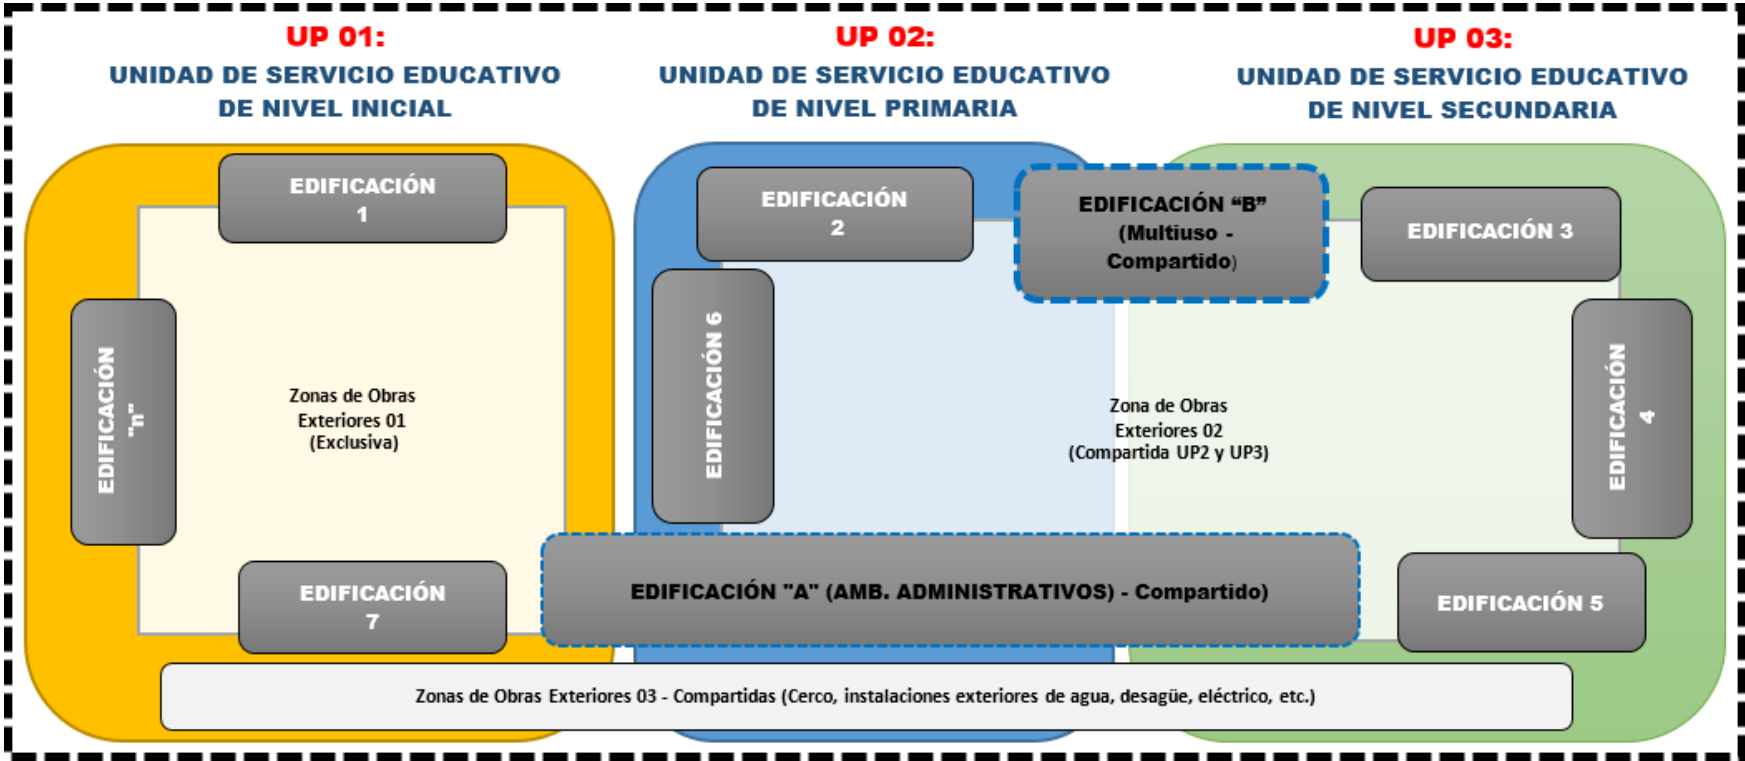 UP 01:
UNIDAD DE SERVICIO EDUCATIVO
DE NIVEL INICIAL
UP 02:
UNIDAD DE SERVICIO EDUCATIVO
DE NIVEL PRIMARIA
UP 03:
UNIDAD DE SERVICIO EDUCATIVO
DE NIVEL SECUNDARIA
EDIFICACIÓN
1
EDIFICACIÓN
"n"
Zonas de Obras
Exteriores 01
(Exclusiva)
EDIFICACIÓN
7
EDIFICACIÓN
2
EDIFICACIÓN 6
EDIFICACIÓN “B”
(Multiuso -
Compartido)
EDIFICACIÓN 3
EDIFICACIÓN
4
Zona de Obras
Exteriores 02
(Compartida UP2 y UP3)
EDIFICACIÓN "A" (AMB. ADMINISTRATIVOS) - Compartido)
EDIFICACIÓN 5
Zonas de Obras Exteriores 03 - Compartidas (Cerco, instalaciones exteriores de agua, desagüe, eléctrico, etc.)